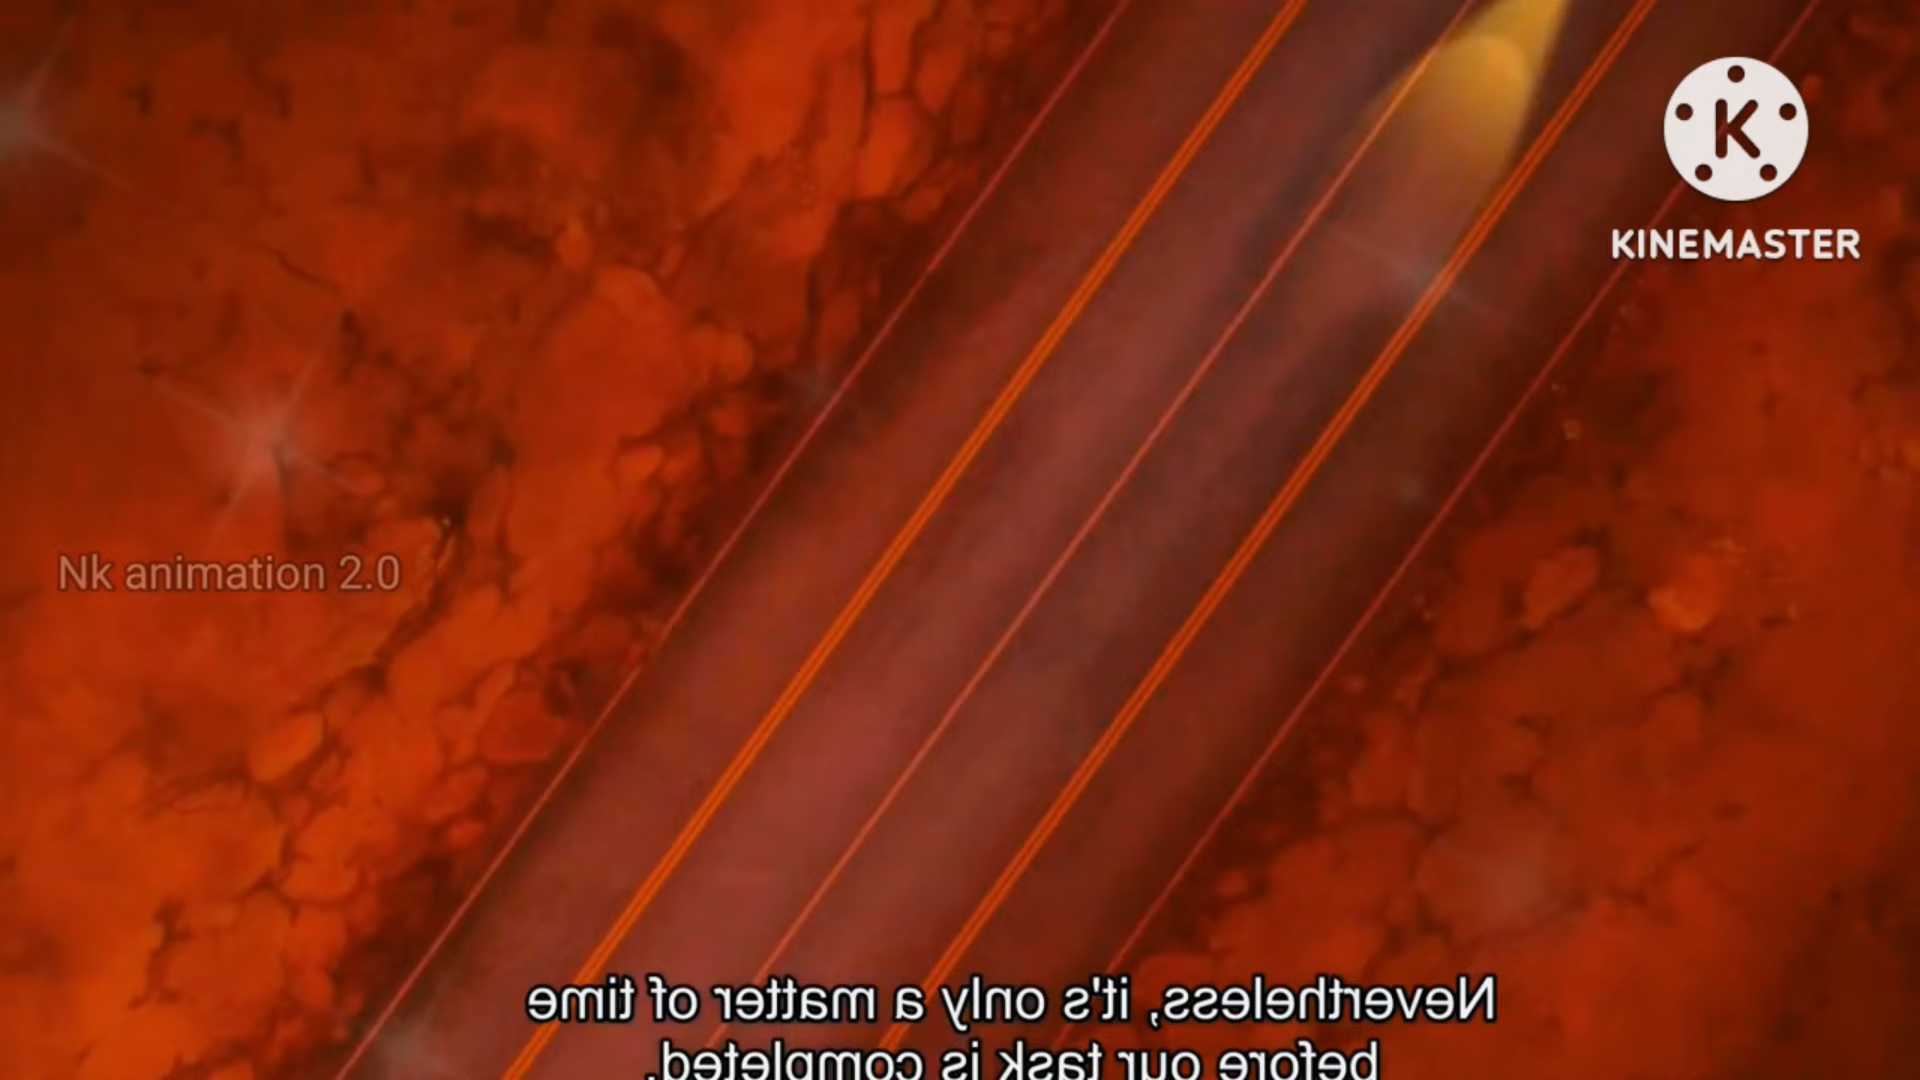 K
KINEMASTER
Nk animation 2.0
Nevertheless, it's only a matter of time
before our task is completed.